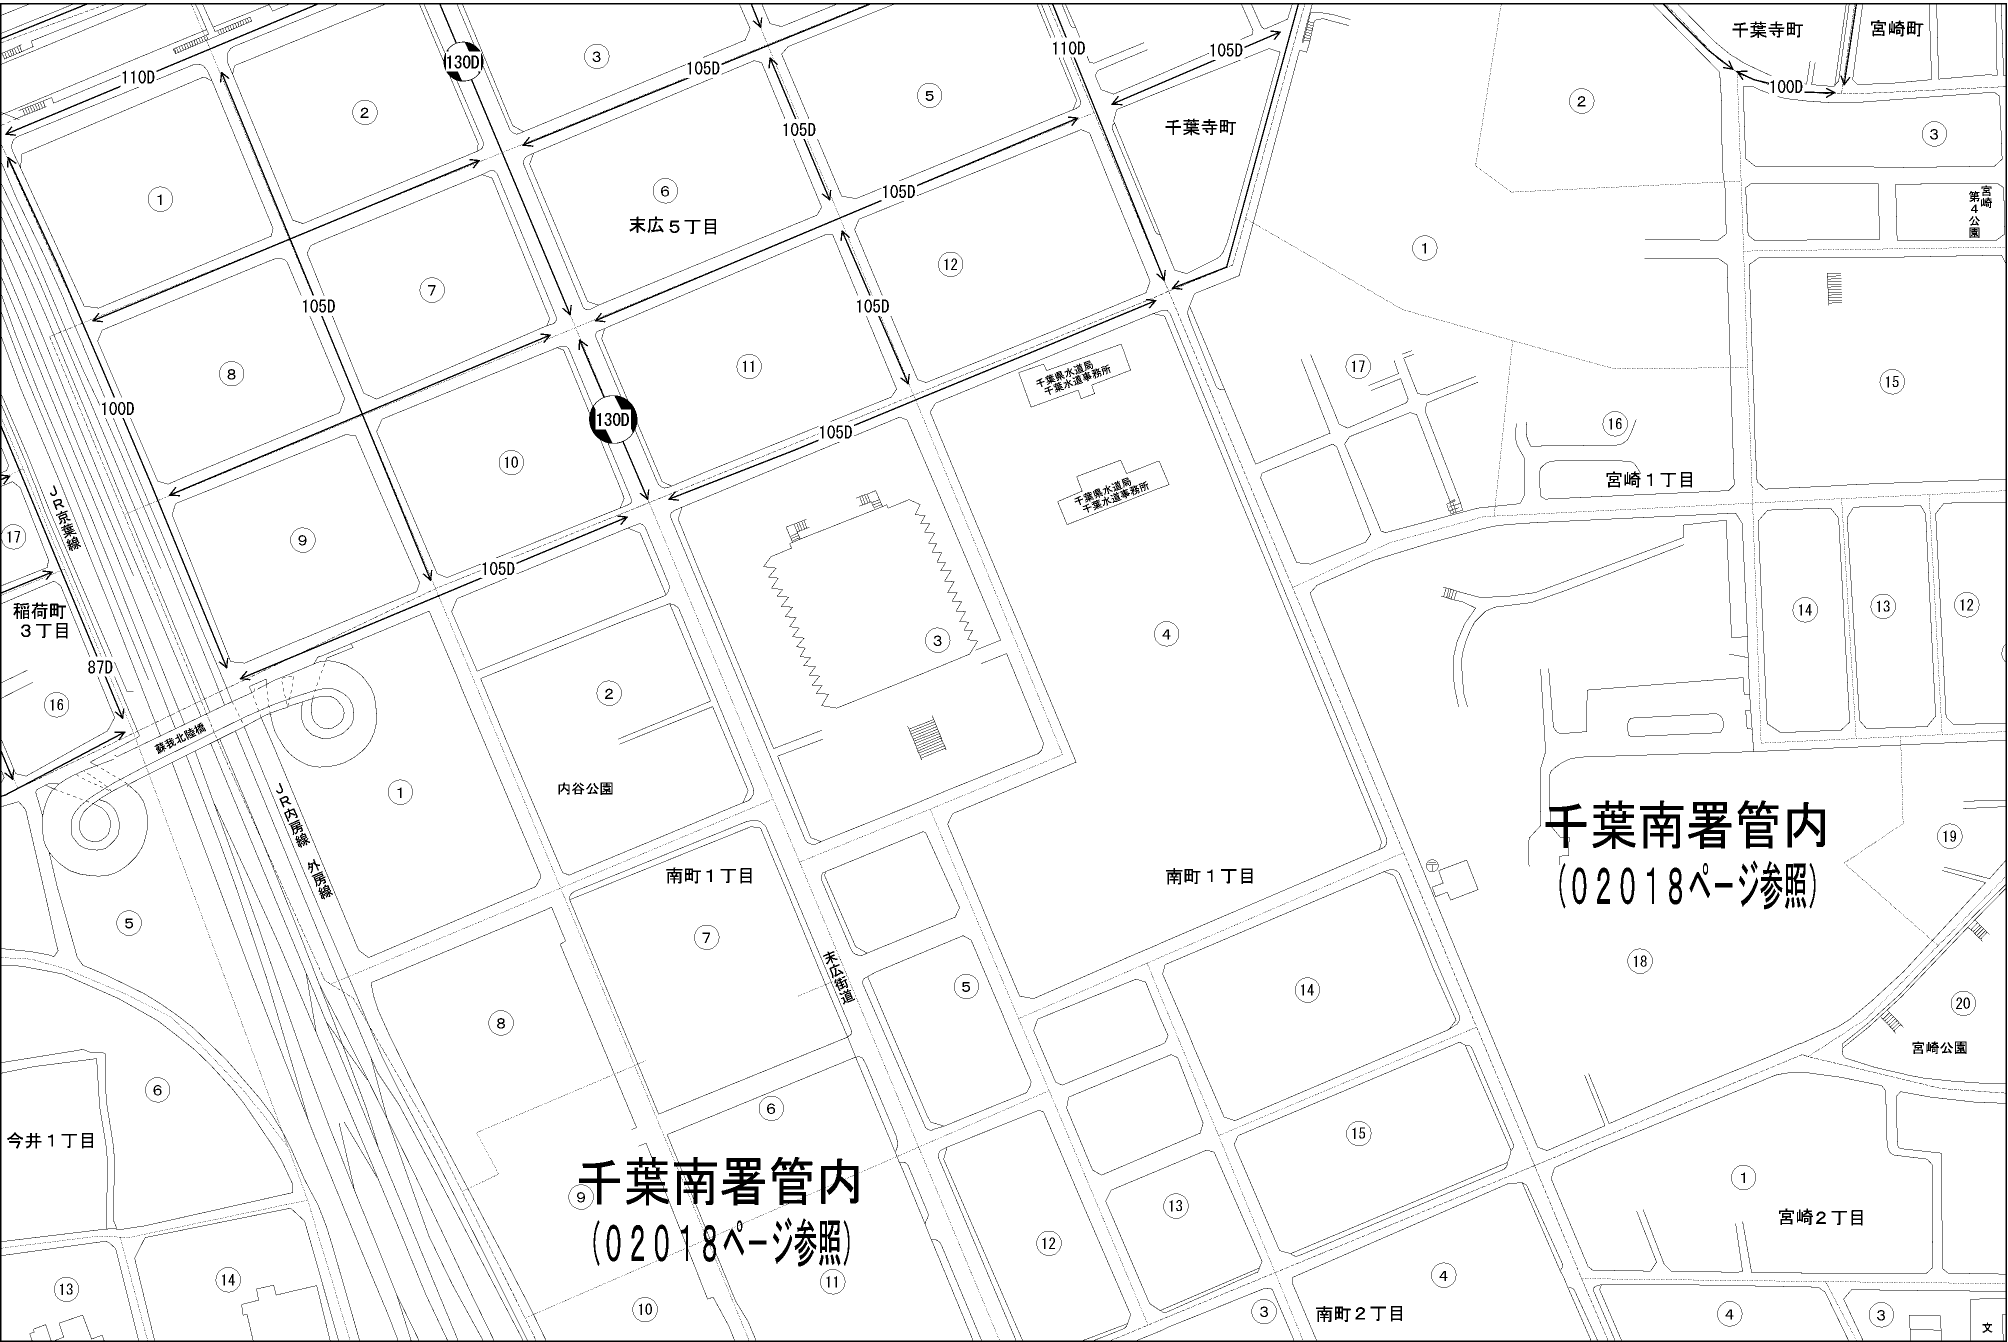 千葉寺町
宮崎町
110D
130D
③
105D
110D
105D
100D
②
⑤
②
③
105D
千葉寺町
①
⑥
105D
宮崎
第4公園
末広5丁目
①
⑫
⑦
105D
105D
⑧
⑪
⑰
⑮
100D
千葉県水道局
千葉水道事務所
130D
105D
⑯
⑩
宮崎1丁目
千葉県水道局
千葉水道事務所
JR京葉線
⑰
⑨
105D
稲荷町
3丁目
⑭
⑬
⑫
③
④
87D
⑯
②
蘇我北陸橋
①
内谷公園
JR内房線 外房線
千葉南署管内
(02018ページ参照)
⑲
南町1丁目
南町1丁目
⑤
⑦
末広街道
⑱
⑤
⑭
⑳
⑧
宮崎公園
⑥
⑥
今井1丁目
⑮
千葉南署管内
(02018ページ参照)
⑨
①
⑬
宮崎2丁目
⑫
⑬
⑭
⑪
④
⑩
③
南町2丁目
④
③
文